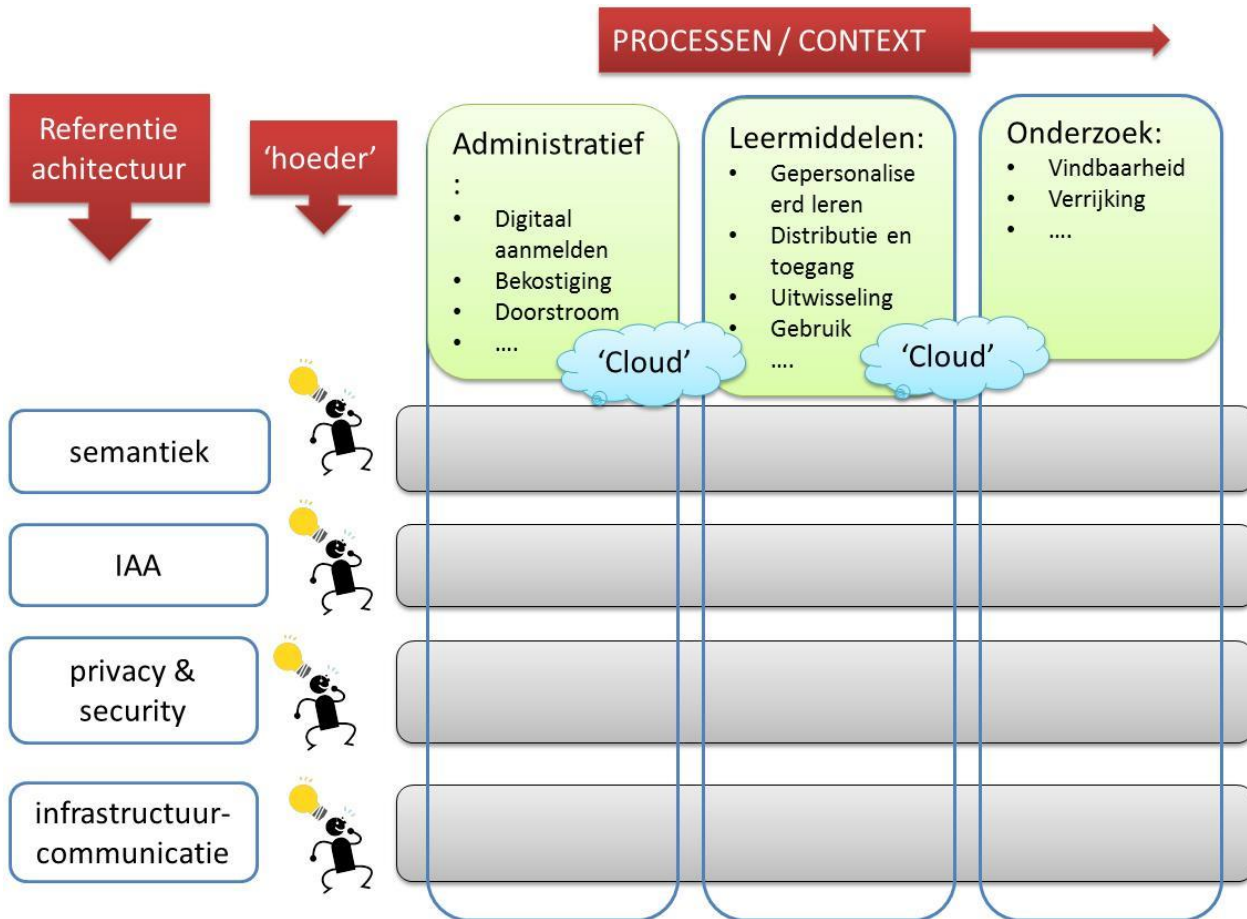 PROCESSEN / CONTEXT
Referentie
achitectuur
‘hoeder’
Administratief
:
• Digitaal
aanmelden
• Bekostiging
• Doorstroom
• ....
Leermiddelen:
• Gepersonalise
erd leren
• Distributie en
toegang
• Uitwisseling
• Gebruik
....
Onderzoek:
• Vindbaarheid
• Verrijking
• ....
‘Cloud’
‘Cloud’
semantiek
IAA
privacy &
security
infrastructuur-
communicatie